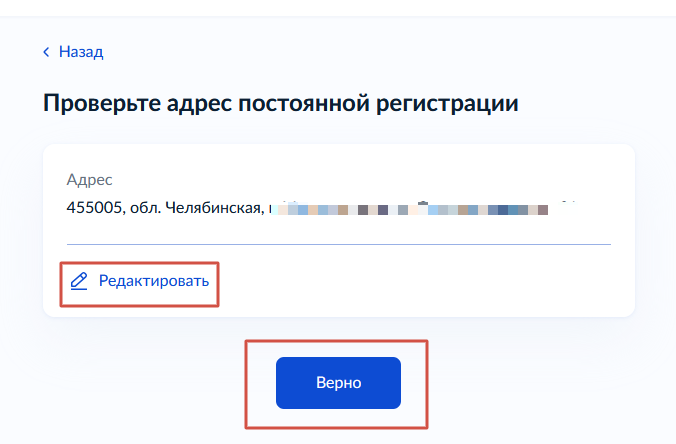 Назад
Проверьте адрес постоянной регистрации
Адрес
455005, обл. Челябинская,
Редактировать
Верно